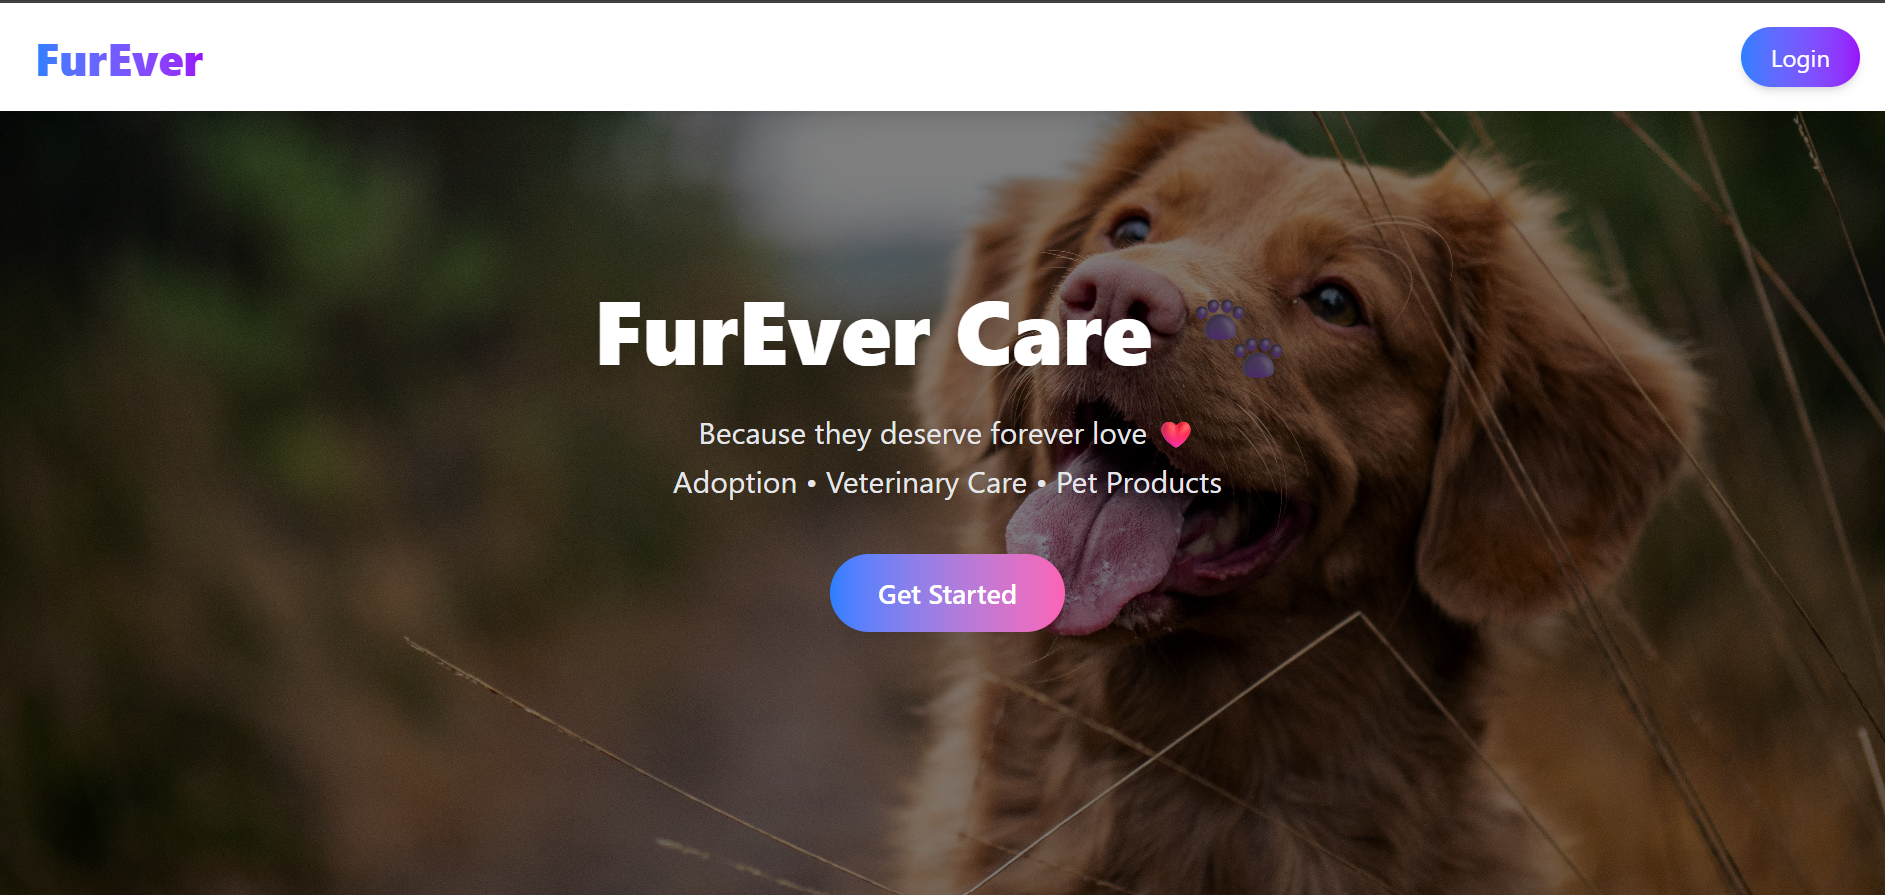 FurEver
Login
FurEver Care 🐾
Because they deserve forever love ❤️
Adoption • Veterinary Care • Pet Products
Get Started